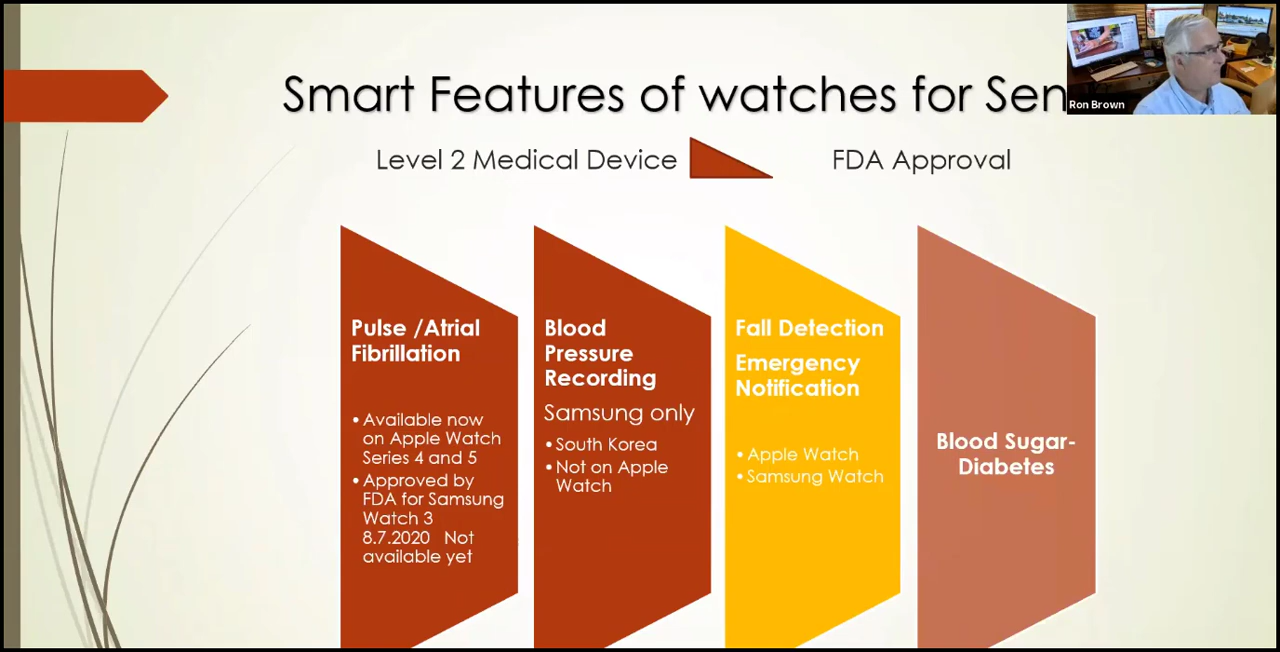 Smart Features of watches for Sen
Ron Brown
Level 2 Medical Device
FDA Approval
Pulse /Atrial
Fibrillation
• Available now
on Apple Watch
Series 4 and 5
• Approved by
FDA for Samsung
Watch 3
8.7.2020 Not
available yet
Blood
Pressure
Recording
Samsung only
• South Korea
• Not on Apple
Watch
Fall Detection
Emergency
Notification
• Apple Watch
• Samsung Watch
Blood Sugar-
Diabetes